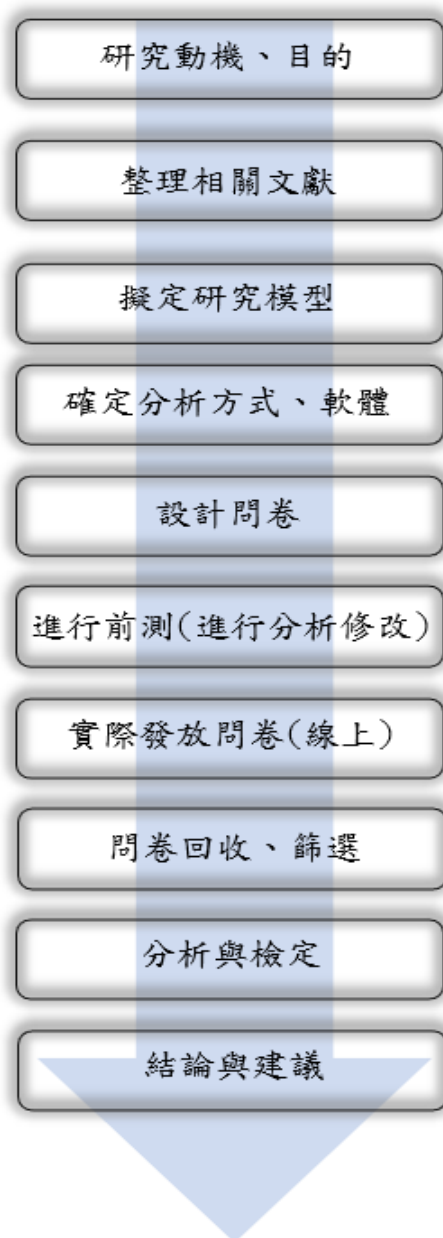 研究動機、目的
整理相關文獻
擬定研究模型
確定分析方式、軟體
設計問卷
進行前測(進行分析修改)
實際發放問卷(線上)
問卷回收、篩選
分析與檢定
結論與建議